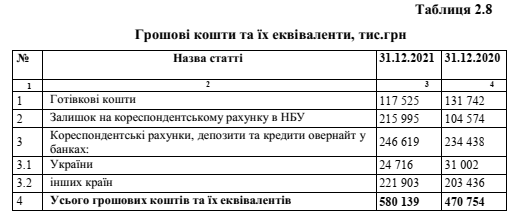 Таблиця 2.8
Грошові кошти та їх еквіваленти, тис.грн
№ Назва статті 31.12.2021 31.12.2020
1 2 3 4
1 Готівкові кошти 117 525 131 742
2 Залишок на кореспондентському рахунку в НБУ 215 995 104 574
3 Кореспондентські рахунки, депозити та кредити овернайт у
банках: 246 619 234 438
3.1 України 24 716 31 002
3.2 інших країн 221 903 203 436
4 Усього грошових коштів та їх еквівалентів 580 139 470 754